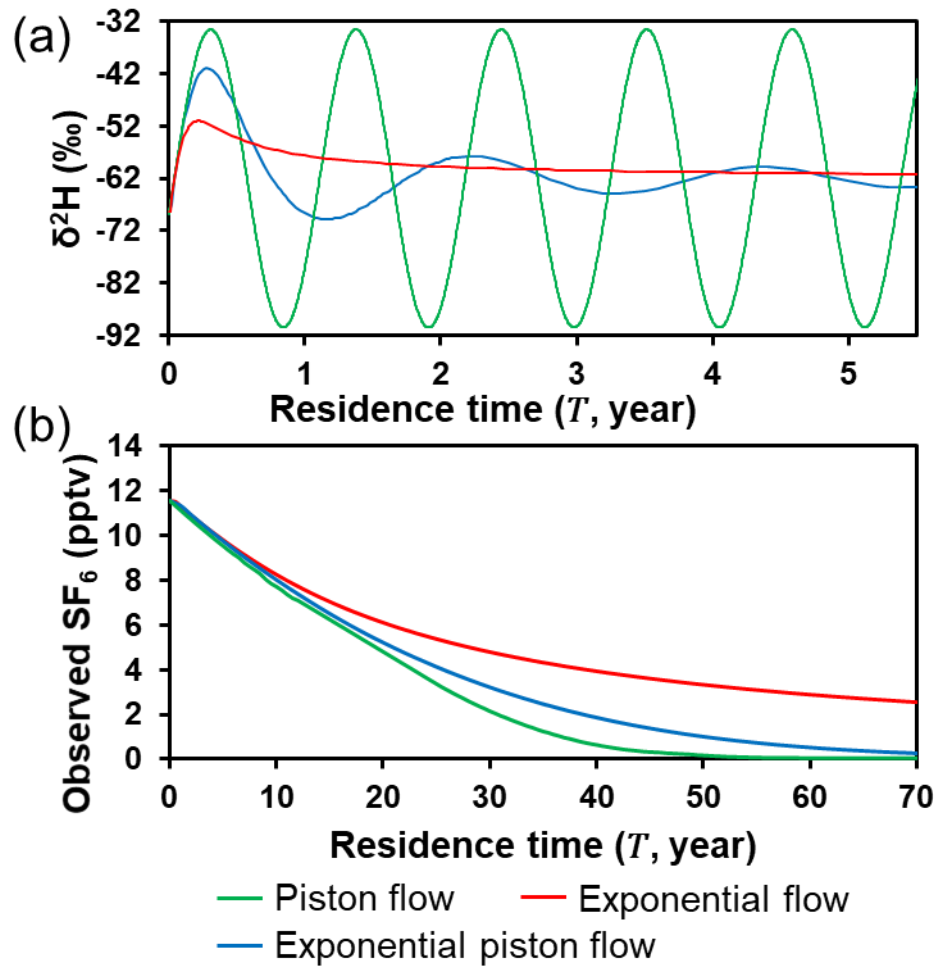 (a)
-32
-42
-52
-62
-72
-82
-92
δ²H (‰)
0 1 2 3 4 5
Residence time (T, year)
(b)
14
12
10
8
6
4
2
0
Observed SF₆ (pptv)
0 10 20 30 40 50 60 70
Residence time (T, year)
Piston flow Exponential flow
Exponential piston flow